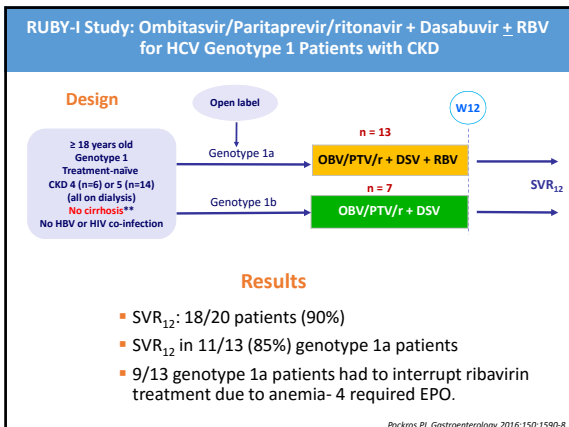 RUBY-I Study: Ombitasvir/Paritaprevir/ritonavir + Dasabuvir + RBV
for HCV Genotype 1 Patients with CKD
Design
Open label
W12
≥ 18 years old
Genotype 1
Treatment-naïve
CKD 4 (n=6) or 5 (n=14)
(all on dialysis)
No cirrhosis**
No HBV or HIV co-infection
n = 13
Genotype 1a
OBV/PTV/r + DSV + RBV
n = 7
Genotype 1b
OBV/PTV/r + DSV
SVR12
Results
▪ SVR12: 18/20 patients (90%)
▪ SVR12 in 11/13 (85%) genotype 1a patients
▪ 9/13 genotype 1a patients had to interrupt ribavirin
treatment due to anemia- 4 required EPO.
Pockros PJ. Gastroenterology 2016;150:1590-8